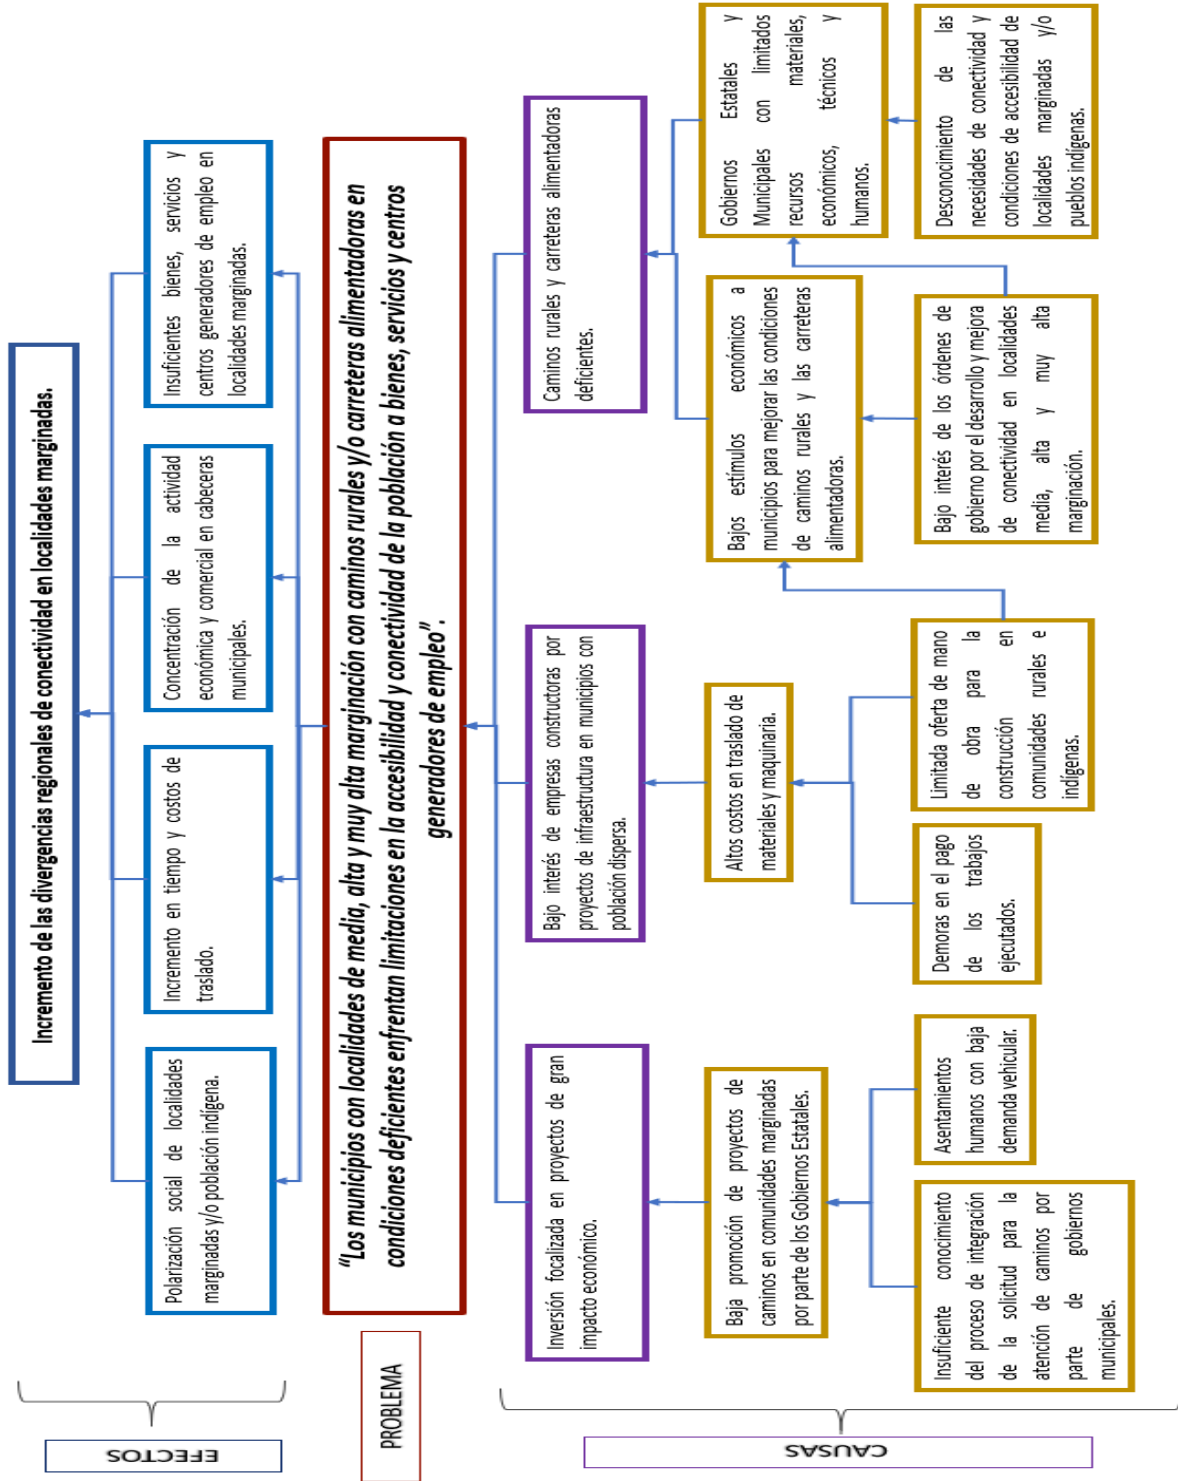 Incremento de las divergencias regionales de conectividad en localidades marginadas.
EFECTOS
Polarización social de localidades
marginadas y/o población indígena.
Incremento en tiempo y costos de
traslado.
Concentración de la actividad
económica y comercial en cabeceras
municipales.
Insuficientes bienes, servicios y
centros generadores de empleo en
localidades marginadas.
PROBLEMA
"Los municipios con localidades de media, alta y muy alta marginación con caminos rurales y/o carreteras alimentadoras en
condiciones deficientes enfrentan limitaciones en la accesibilidad y conectividad de la población a bienes, servicios y centros
generadores de empleo".
CAUSAS
Inversión focalizada en proyectos de gran
impacto económico.
Bajo interés de empresas constructoras por
proyectos de infraestructura en municipios con
población dispersa.
Caminos rurales y carreteras alimentadoras
deficientes.
Baja promoción de proyectos de
caminos en comunidades marginadas
por parte de los Gobiernos Estatales.
Altos costos en traslado de
materiales y maquinaria.
Bajos estímulos económicos a
municipios para mejorar las condiciones
de caminos rurales y las carreteras
alimentadoras.
Gobiernos Estatales y
Municipales con limitados
recursos materiales,
económicos, técnicos y
humanos.
Insuficiente conocimiento
del proceso de integración
de la solicitud para la
atención de caminos por
parte de gobiernos
municipales.
Asentamientos
humanos con baja
demanda vehicular.
Demoras en el pago
de los trabajos
ejecutados.
Limitada oferta de mano
de obra para la
construcción en
comunidades rurales e
indígenas.
Bajo interés de los órdenes de
gobierno por el desarrollo y mejora
de conectividad en localidades
media, alta y muy alta
marginación.
Desconocimiento de las
necesidades de conectividad y
condiciones de accesibilidad de
localidades marginadas y/o
pueblos indígenas.